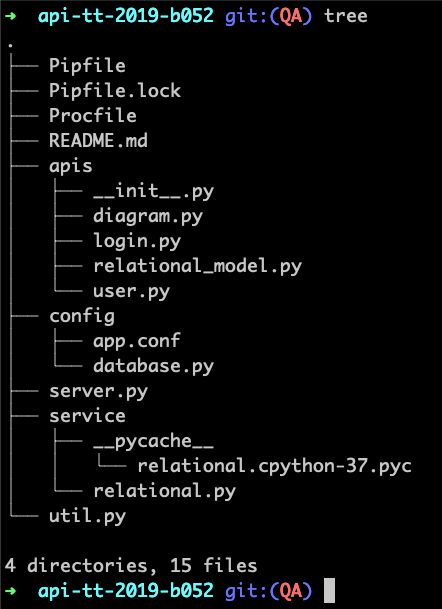 ➜  api-tt-2019-b052 git:(QA) tree
.
├── Pipfile
├── Pipfile.lock
├── Procfile
├── README.md
├── apis
│   ├── __init__.py
│   ├── diagram.py
│   ├── login.py
│   ├── relational_model.py
│   └── user.py
├── config
│   ├── app.conf
│   └── database.py
├── server.py
├── service
│   ├── __pycache__
│   │   └── relational.cpython-37.pyc
│   └── relational.py
└── util.py

4 directories, 15 files
➜  api-tt-2019-b052 git:(QA)